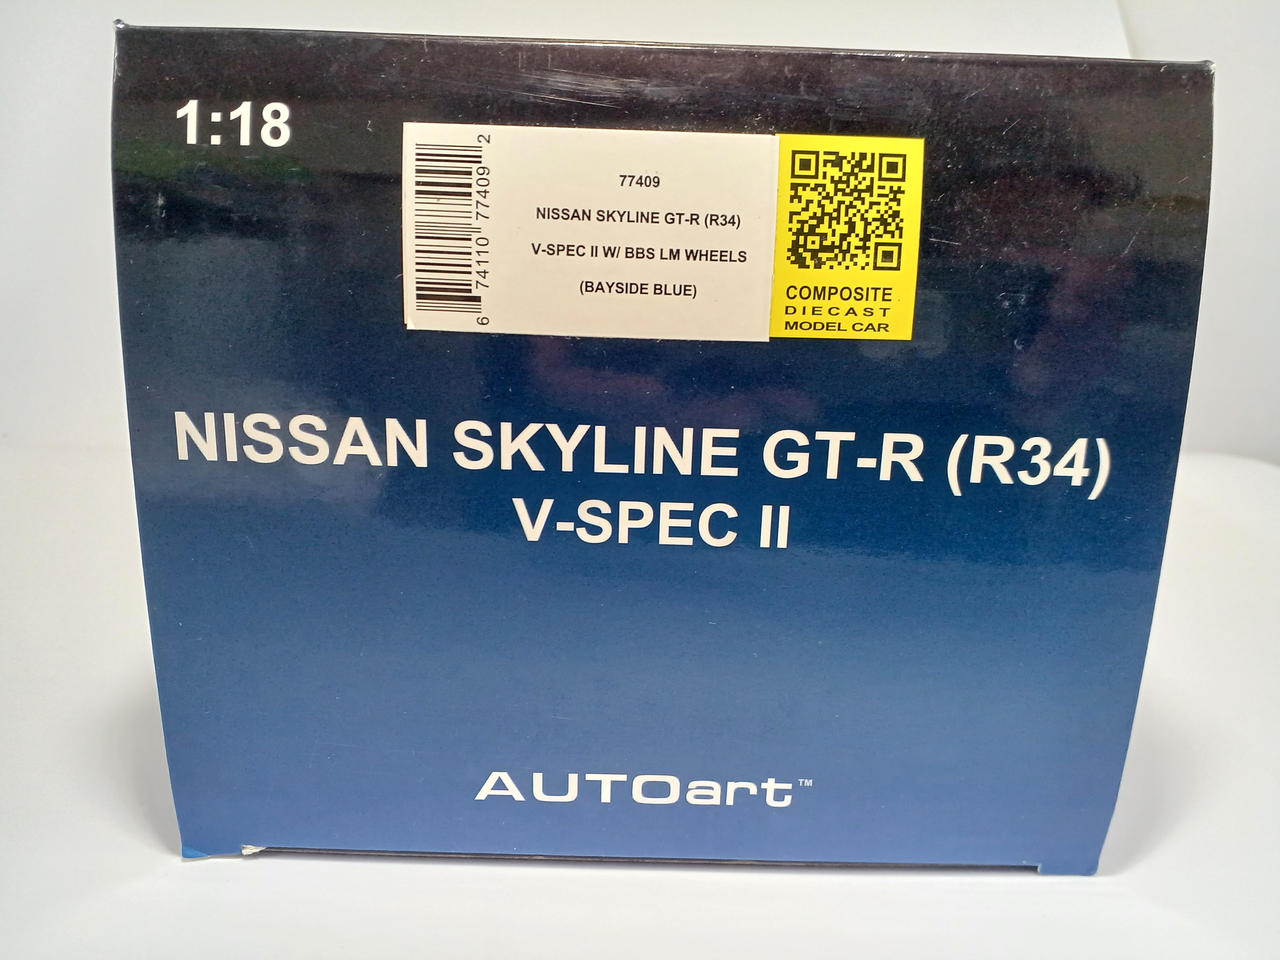 1:18
6 74110 77409 2
77409
NISSAN SKYLINE GT-R (R34)
V-SPEC II W/ BBS LM WHEELS
(BAYSIDE BLUE)
COMPOSITE
DIECAST
MODEL CAR
NISSAN SKYLINE GT-R (R34)
V-SPEC II
AUTOart™